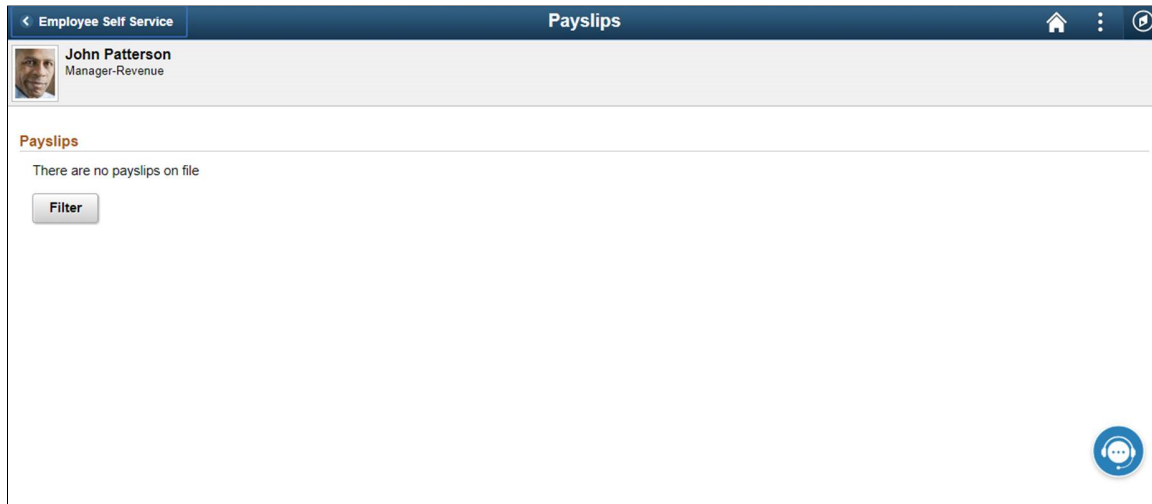 Employee Self Service
Payslips
John Patterson
Manager-Revenue
Payslips
There are no payslips on file
Filter